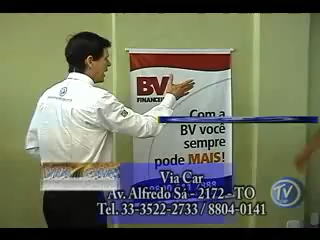 BV
FINANCEIRA
Com a
BV você
sempre
pode MAIS!
Via Car
Av. Alfredo Sá - 2172 - TO
Tel. 33-3522-2733 / 8804-0141
TV